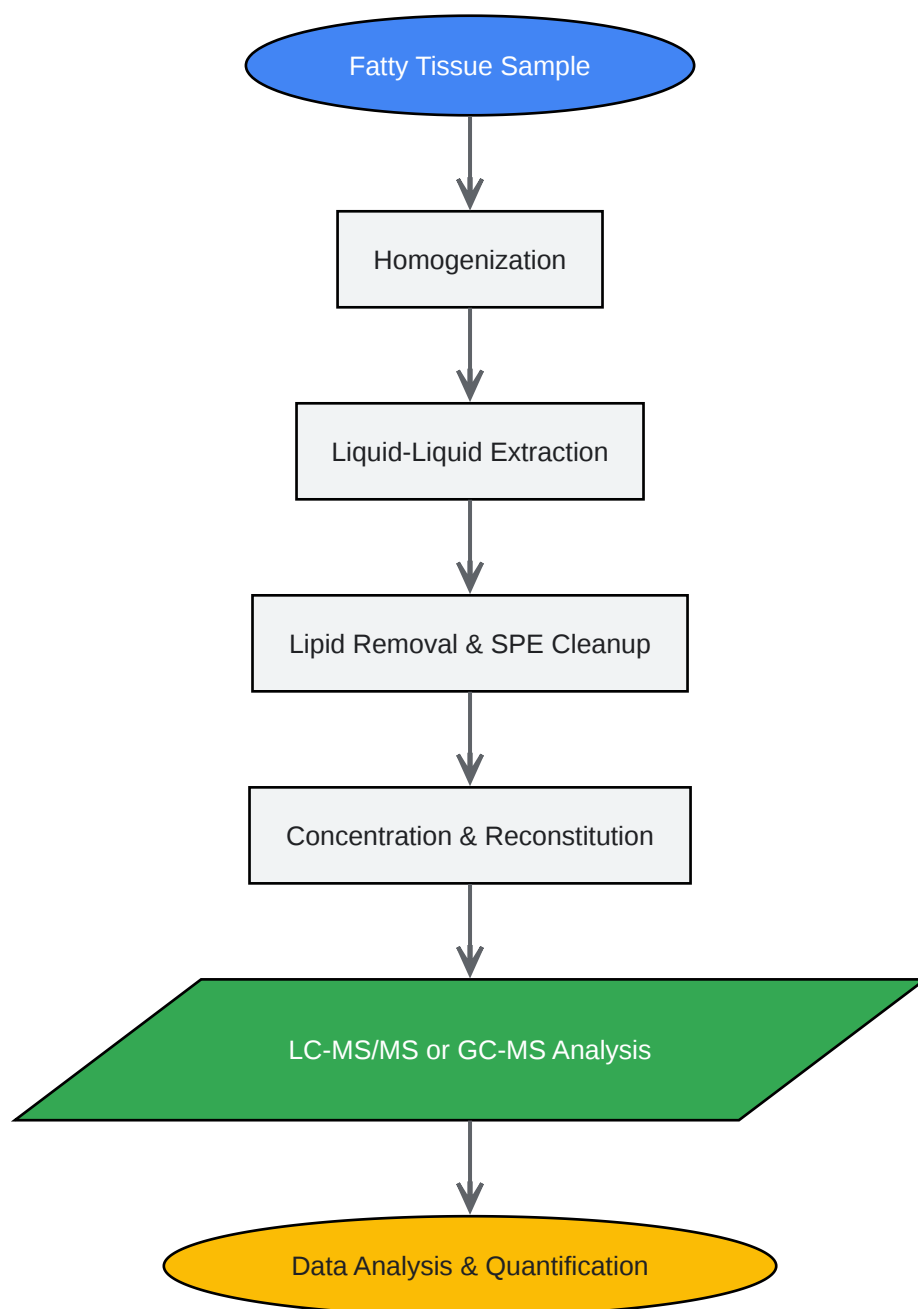 Fatty Tissue Sample
Homogenization
Liquid-Liquid Extraction
Lipid Removal & SPE Cleanup
Concentration & Reconstitution
LC-MS/MS or GC-MS Analysis
Data Analysis & Quantification